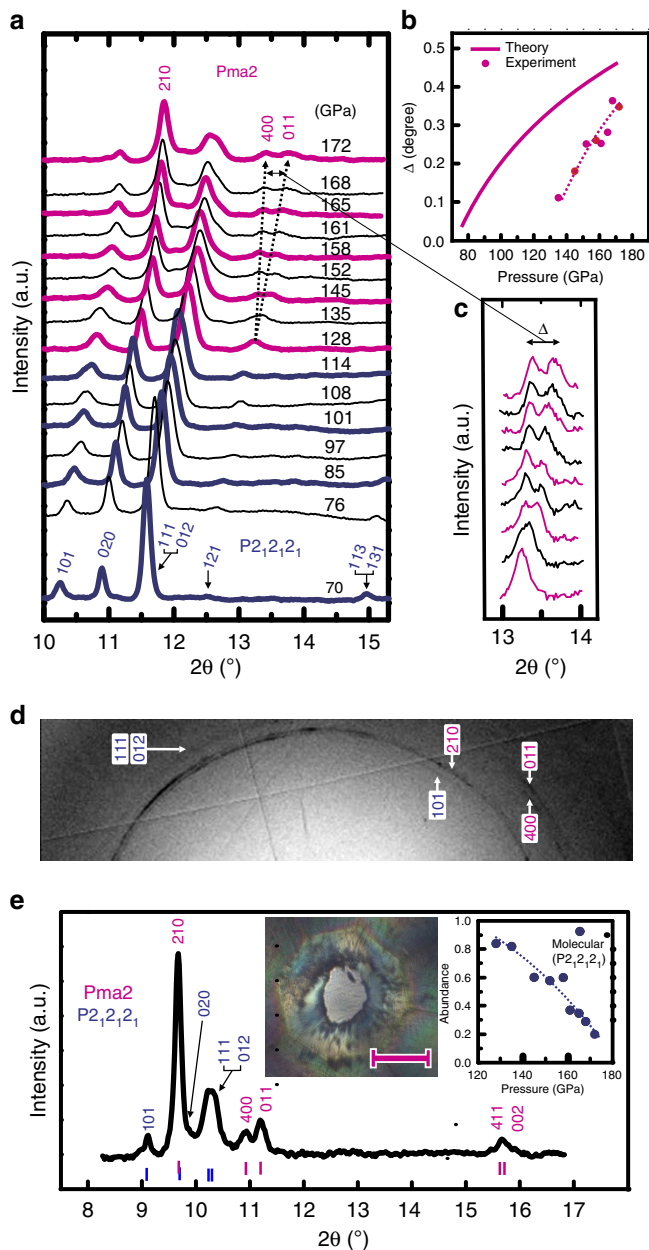 a
210
Pma2
400
011
(GPa)
172
168
165
161
158
152
145
135
128
114
108
101
97
85
76
70
101
020
111
012
121
P2₁2₁2₁
113
131
Intensity (a.u.)
10 11 12 13 14 15
2θ (°)
b
Theory
Experiment
Δ (degree)
0.5
0.4
0.3
0.2
0.1
0.0
80 100 120 140 160 180
Pressure (GPa)
c
Δ
Intensity (a.u.)
13 14
2θ (°)
d
111
012
210
101
011
400
e
210
Pma2
P2₁2₁2₁
101
020
111
012
400
011
411
002
Intensity (a.u.)
8 9 10 11 12 13 14 15 16 17
2θ (°)
Molecular
(P2₁2₁2₁)
Abundance
1.0
0.8
0.6
0.4
0.2
0.0
120 140 160 180
Pressure (GPa)